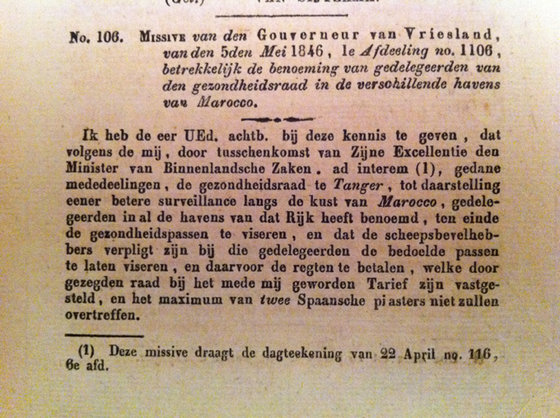 No. 106. Missive van den Gouverneur van Vriesland,
van den 5den Mei 1846, 1e Afdeeling no. 1106,
betrekkelijk de benoeming van gedelegeerden van
den gezondheidsraad in de verschillende havens
van Marocco.
Ik heb de eer UEd. achtb. bij deze kennis te geven, dat
volgens de mij, door tusschenkomst van Zijne Excellentie den
Minister van Binnenlandsche Zaken. ad interem (1), gedane
mededeelingen, de gezondheidsraad te Tanger, tot daarstelling
eener betere surveillance langs de kust van Marocco, gedele-
geerden in al de havens van dat Rijk heeft benoemd, ten einde
de gezondheidspassen te viseren, en dat de scheepsbevelheb-
bers verpligt zijn bij die gedelegeerden de bedoelde passen
te laten viseren, en daarvoor de regten te betalen, welke door
gezegden raad bij het mede mij geworden Tarief zijn vastge-
steld, en het maximum van twee Spaansche piasters niet zullen
overtreffen.
(1) Deze missive draagt de dagteekening van 22 April no. 116,
6e afd.